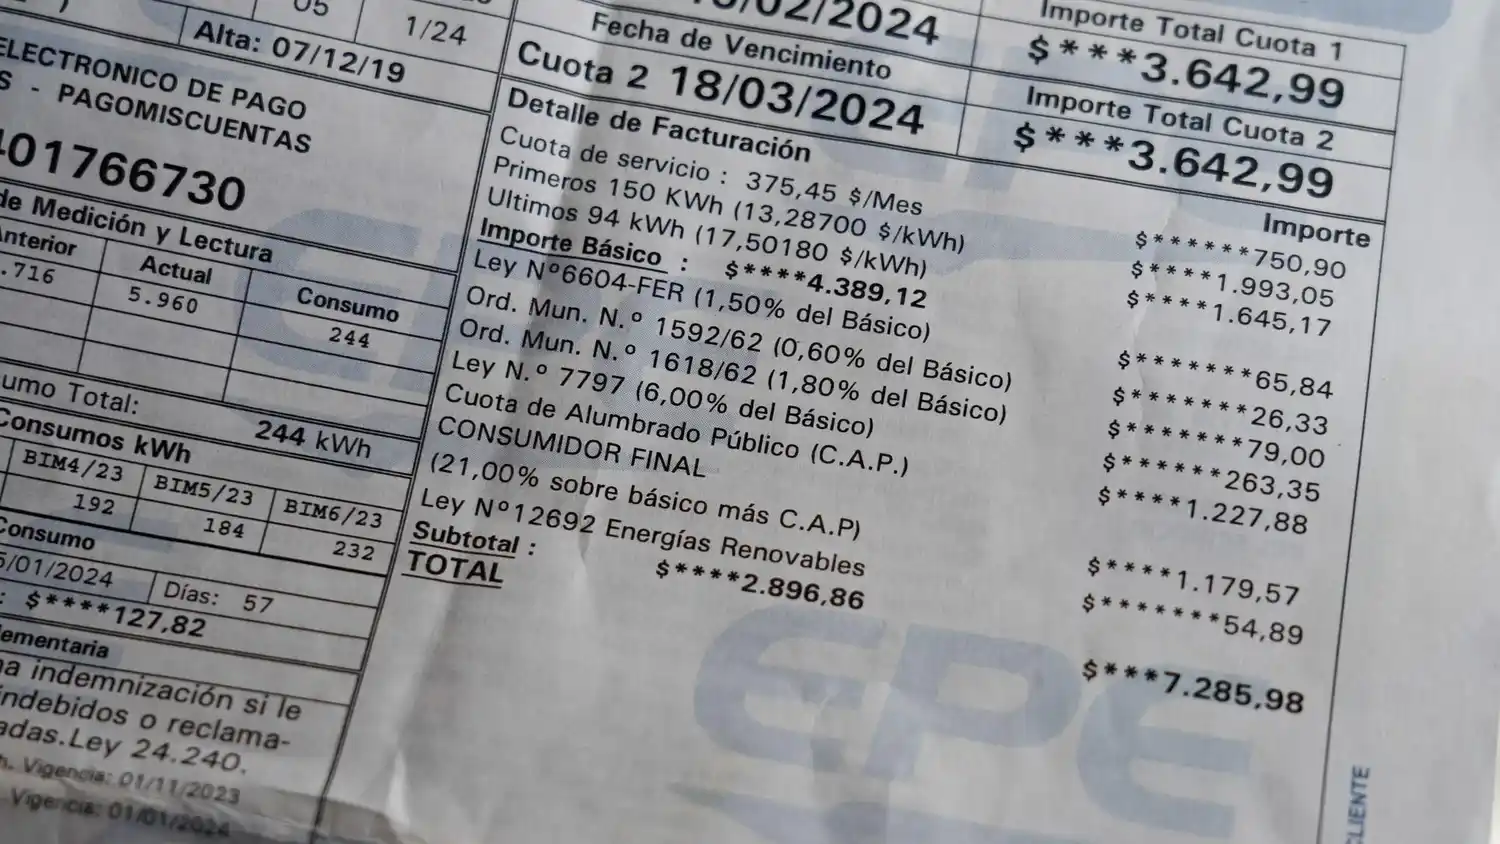 05
1/24
Alta: 07/12/19
ELECTRONICO DE PAGO
S - PAGOMISCUENTAS
401766730
de Medición y Lectura
Anterior Actual Consumo
.716 5.960 244
umo Total: 244 kWh
Consumos kWh
BIM4/23 BIM5/23 BIM6/23
192 184 232
Consumo
5/01/2024 Días: 57
: $****127,82
lementaria
na indemnización si le
indebidos o reclama-
adas.Ley 24.240.
h. Vigencia: 01/11/2023
Vigencia: 01/01/2024
/02/2024
Importe Total Cuota 1
$***3.642,99
Fecha de Vencimiento
Cuota 2 18/03/2024
Importe Total Cuota 2
$***3.642,99
Detalle de Facturación Importe
Cuota de servicio : 375,45 $/Mes $******750,90
Primeros 150 KWh (13,28700 $/kWh) $****1.993,05
Ultimos 94 kWh (17,50180 $/kWh) $****1.645,17
Importe Básico : $****4.389,12
Ley Nº6604-FER (1,50% del Básico) $*******65,84
Ord. Mun. N.º 1592/62 (0,60% del Básico) $*******26,33
Ord. Mun. N.º 1618/62 (1,80% del Básico) $*******79,00
Ley N.º 7797 (6,00% del Básico) $******263,35
Cuota de Alumbrado Público (C.A.P.) $****1.227,88
CONSUMIDOR FINAL
(21,00% sobre básico más C.A.P) $****1.179,57
Ley Nº12692 Energías Renovables $*******54,89
Subtotal : $****2.896,86
TOTAL $***7.285,98
EPE
EPE
CLIENTE